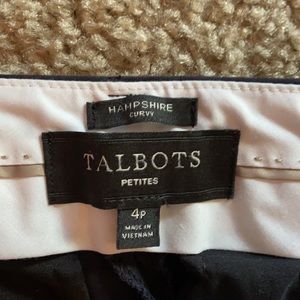 HAMPSHIRE
CURVY
TALBOTS
PETITES
4P
MADE IN
VIETNAM